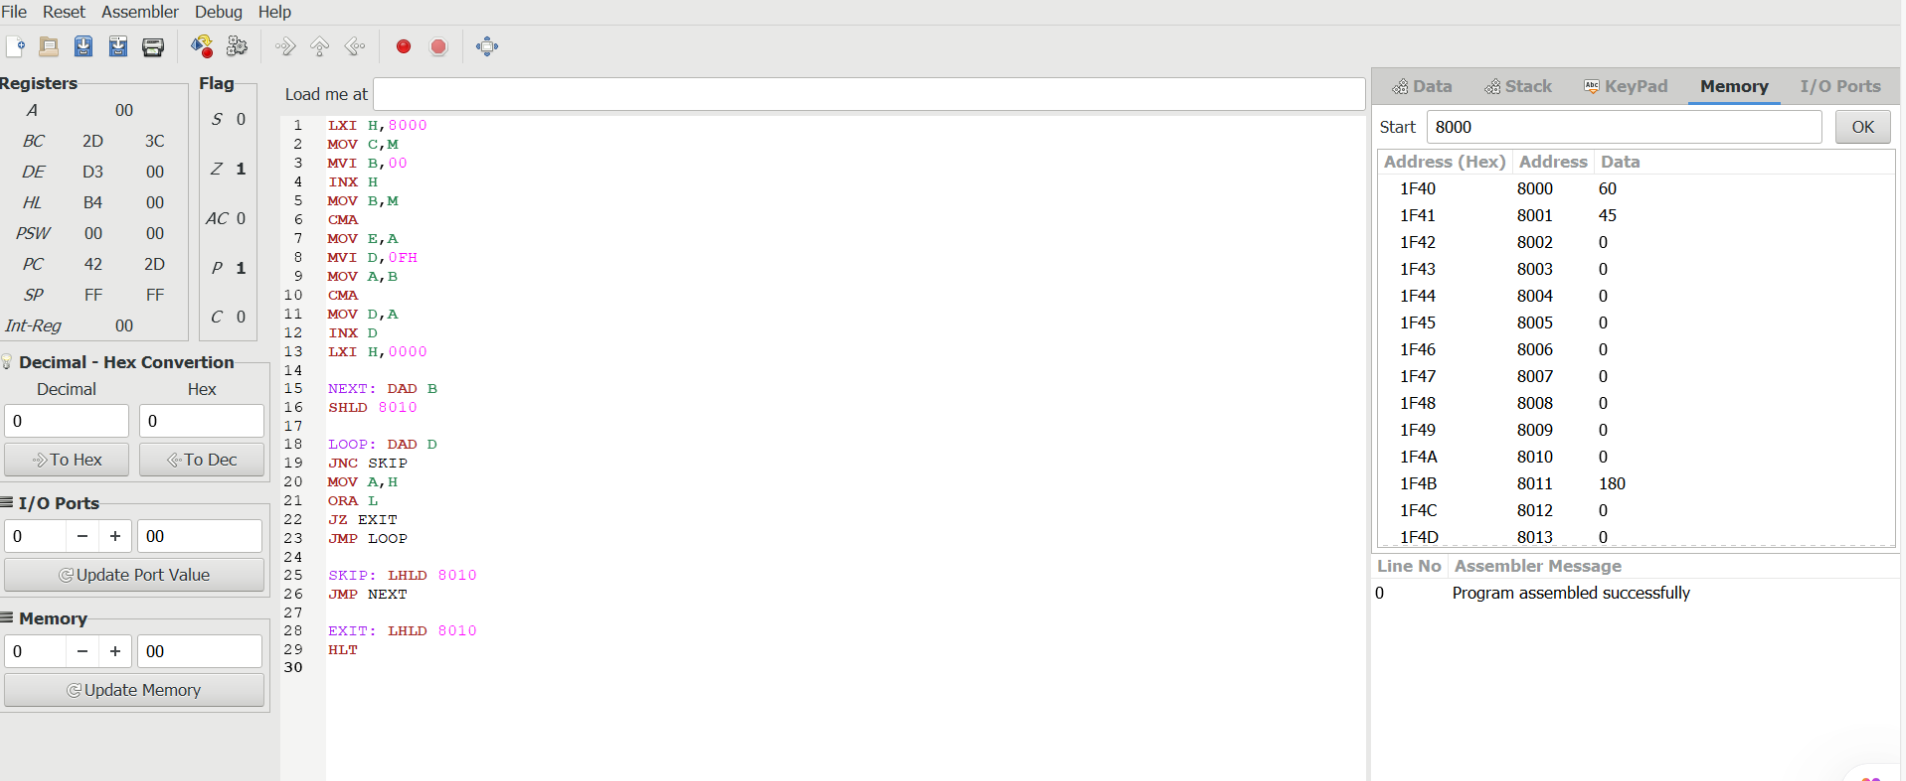 File Reset Assembler Debug Help
Registers
A 00
BC 2D 3C
DE D3 00
HL B4 00
PSW 00 00
PC 42 2D
SP FF FF
Int-Reg 00
Flag
S 0
Z 1
AC 0
P 1
C 0
Decimal - Hex Convertion
Decimal Hex
0 0
To Hex To Dec
I/O Ports
0 − + 00
Update Port Value
Memory
0 − + 00
Update Memory
Load me at
1 LXI H,8000
2 MOV C,M
3 MVI B,00
4 INX H
5 MOV B,M
6 CMA
7 MOV E,A
8 MVI D,0FH
9 MOV A,B
10 CMA
11 MOV D,A
12 INX D
13 LXI H,0000
14
15 NEXT: DAD B
16 SHLD 8010
17
18 LOOP: DAD D
19 JNC SKIP
20 MOV A,H
21 ORA L
22 JZ EXIT
23 JMP LOOP
24
25 SKIP: LHLD 8010
26 JMP NEXT
27
28 EXIT: LHLD 8010
29 HLT
30
Data Stack Abc KeyPad Memory I/O Ports
Start 8000 OK
Address (Hex) Address Data
1F40 8000 60
1F41 8001 45
1F42 8002 0
1F43 8003 0
1F44 8004 0
1F45 8005 0
1F46 8006 0
1F47 8007 0
1F48 8008 0
1F49 8009 0
1F4A 8010 0
1F4B 8011 180
1F4C 8012 0
1F4D 8013 0
Line No Assembler Message
0 Program assembled successfully